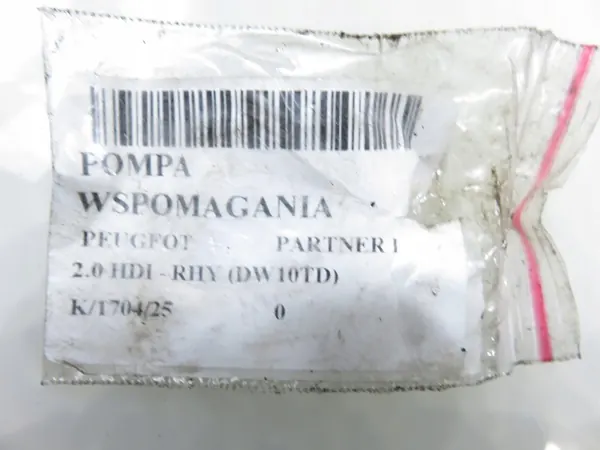 POMPA
WSPOMAGANIA
PEUGEOT PARTNER I
2.0 HDI - RHY (DW10TD)
K/1704/25 0